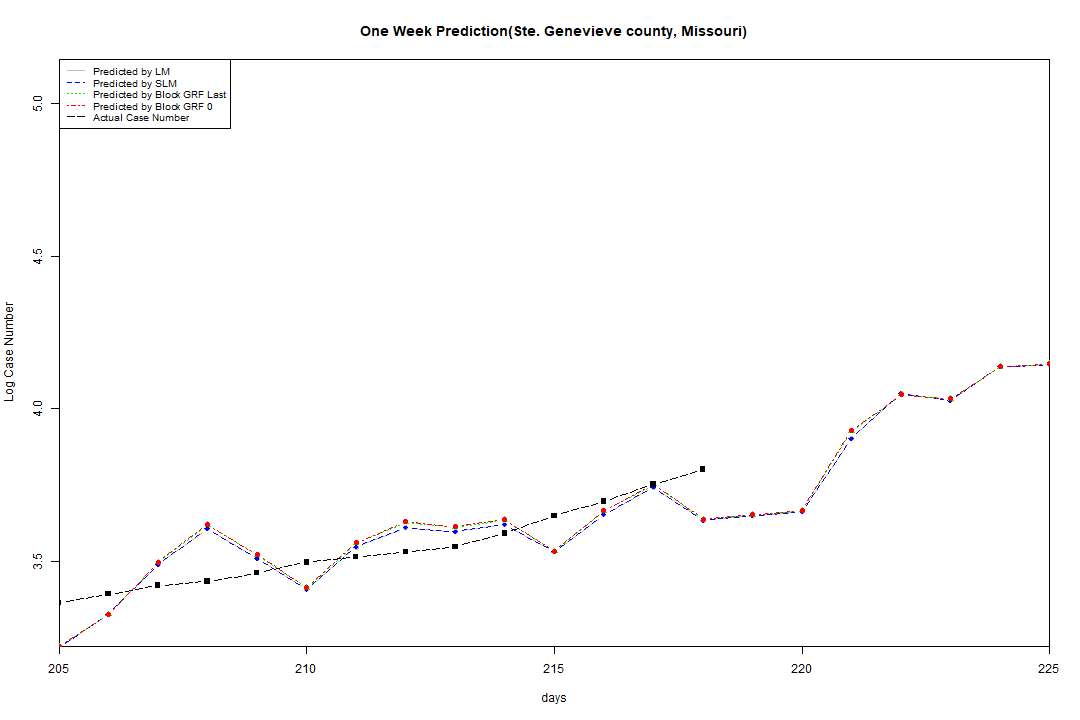 One Week Prediction(Ste. Genevieve county, Missouri)
Predicted by LM
Predicted by SLM
Predicted by Block GRF Last
Predicted by Block GRF 0
Actual Case Number
5.0
4.5
4.0
3.5
Log Case Number
205 210 215 220 225
days